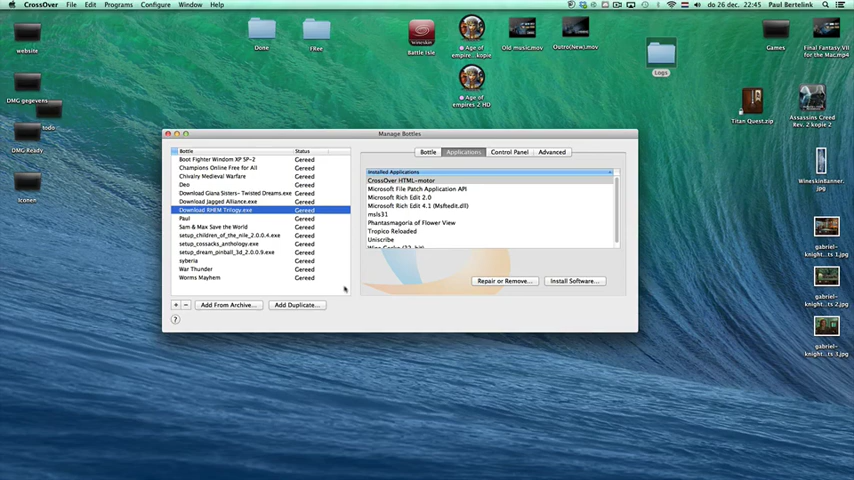 CrossOver File Edit Programs Configure Window Help
do 26 dec. 22:45 Paul Bertelink
website
DMG gegevens
todo
DMG Ready
Iconen
Done
FRee
Battle Isle
Age of
empire... kopie
Age of
empires 2 HD
Old music.mov
Outro(New).mov
Logs
Games
Final Fantasy VII
for the Mac.mp4
Titan Quest.zip
Assassins Creed
Rev. 2 kopie 2
WineskinBanner.
JPG
gabriel-
knight... 1.jpg
gabriel-
knight... 2.jpg
gabriel-
knight... 3.jpg
Manage Bottles
Bottle Status
Boot Fighter Windom XP SP-2 Gereed
Champions Online Free for All Gereed
Chivalry Medieval Warfare Gereed
Deo Gereed
Download Giana Sisters- Twisted Dreams.exe Gereed
Download Jagged Alliance.exe Gereed
Download RHEM Trilogy.exe Gereed
Paul Gereed
Sam & Max Save the World Gereed
setup_children_of_the_nile_2.0.0.4.exe Gereed
setup_cossacks_anthology.exe Gereed
setup_dream_pinball_3d_2.0.0.9.exe Gereed
syberia Gereed
War Thunder Gereed
Worms Mayhem Gereed
+ −
Add From Archive...
Add Duplicate...
?
Bottle Applications Control Panel Advanced
Installed Applications
CrossOver HTML-motor
Microsoft File Patch Application API
Microsoft Rich Edit 2.0
Microsoft Rich Edit 4.1 (Msftedit.dll)
msls31
Phantasmagoria of Flower View
Tropico Reloaded
Uniscribe
Wine Gecko (32-bit)
Repair or Remove...
Install Software...